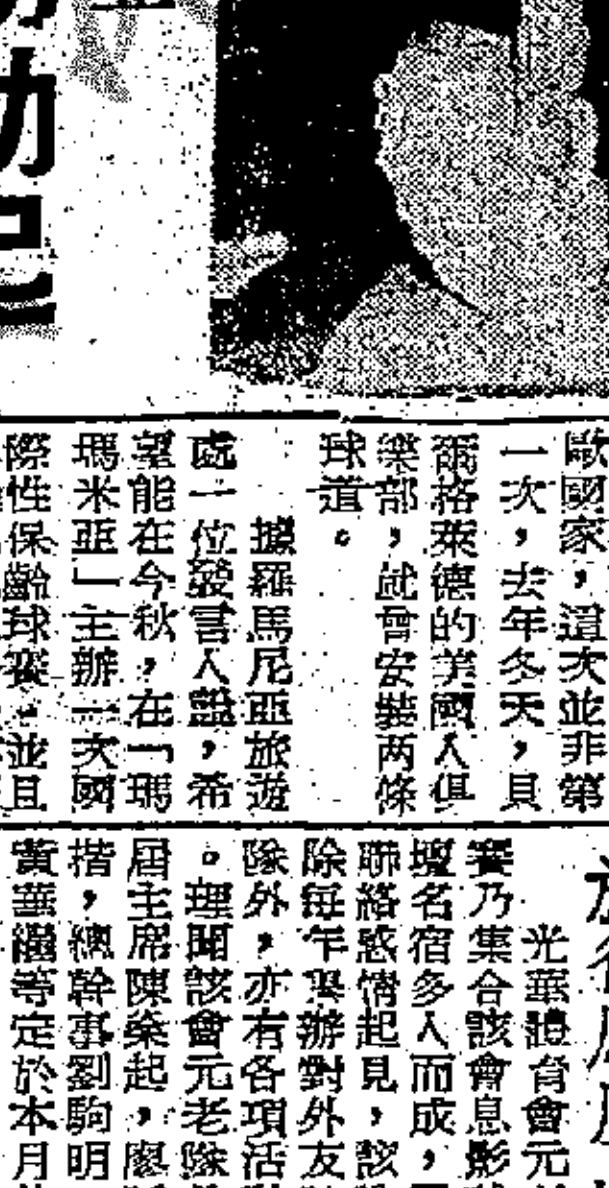 歐國家，這次並非第
一次，去年冬天，貝
爾格萊德的美國人俱
樂部，就曾安裝两條
球道。
據羅馬尼亞旅遊
處一位發言人說，希
望能在今秋，在「瑪
瑪米亞」主辦一次國
際性保齡球賽。並且
光華體育會元
賽乃集合該會息影
壇名宿多人而成，
聯絡感情起見，該
除每年舉辦對外友
隊外，亦有各項活
。理聞該會元老隊
屆主席陳燊起，廖
楷，總幹事劉駒明
黃華繼等定於本月